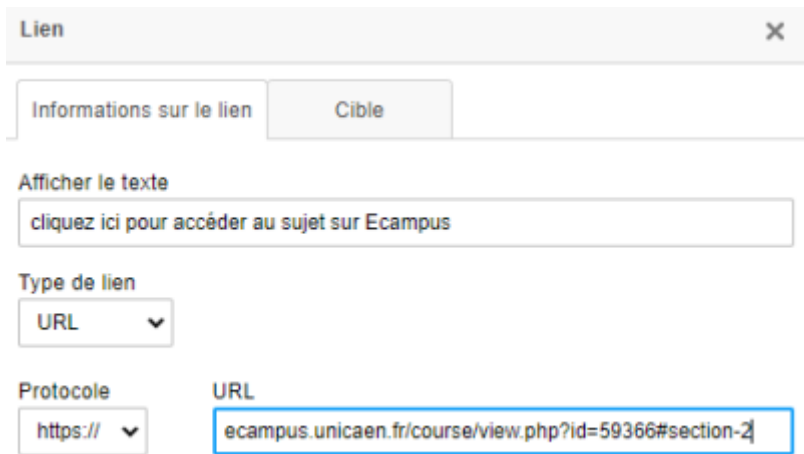 Lien
Informations sur le lien Cible
Afficher le texte
cliquez ici pour accéder au sujet sur Ecampus
Type de lien
URL
Protocole URL
https:// ecampus.unicaen.fr/course/view.php?id=59366#section-2